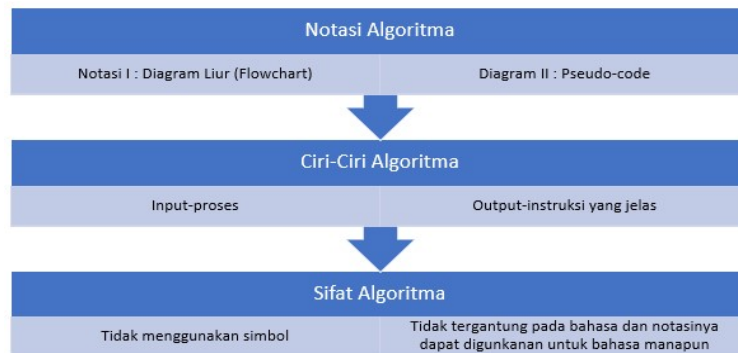 Notasi Algoritma
Notasi I : Diagram Liur (Flowchart)
Diagram II : Pseudo-code
Ciri-Ciri Algoritma
Input-proses
Output-instruksi yang jelas
Sifat Algoritma
Tidak menggunakan simbol
Tidak tergantung pada bahasa dan notasinya
dapat digunkanan untuk bahasa manapun